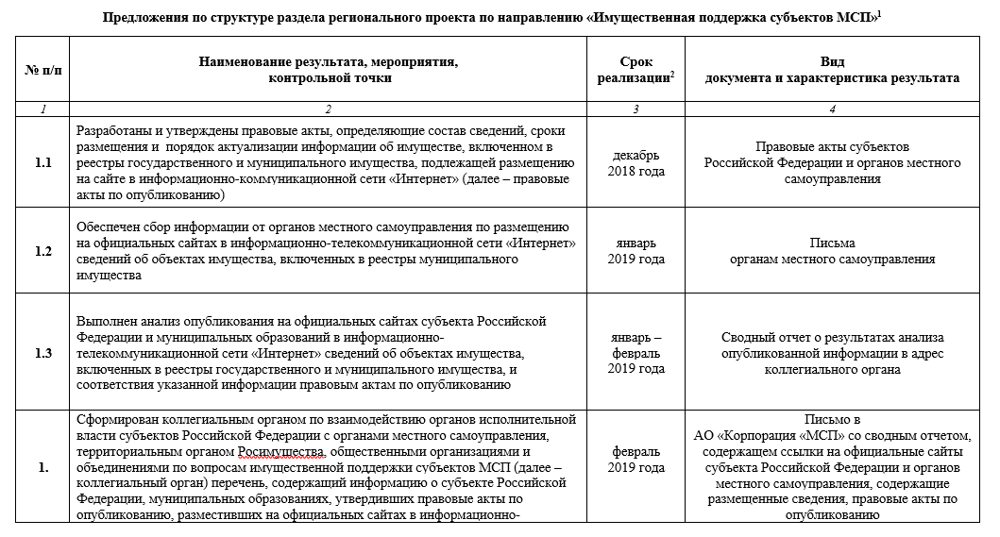 Предложения по структуре раздела регионального проекта по направлению «Имущественная поддержка субъектов МСП»¹
№ п/п
Наименование результата, мероприятия,
контрольной точки
Срок
реализации²
Вид
документа и характеристика результата
1
2
3
4
1.1
Разработаны и утверждены правовые акты, определяющие состав сведений, сроки
размещения и порядок актуализации информации об имуществе, включенном в
реестры государственного и муниципального имущества, подлежащей размещению
на сайте в информационно-коммуникационной сети «Интернет» (далее – правовые
акты по опубликованию)
декабрь
2018 года
Правовые акты субъектов
Российской Федерации и органов местного
самоуправления
1.2
Обеспечен сбор информации от органов местного самоуправления по размещению
на официальных сайтах в информационно-телекоммуникационной сети «Интернет»
сведений об объектах имущества, включенных в реестры муниципального
имущества
январь
2019 года
Письма
органам местного самоуправления
1.3
Выполнен анализ опубликования на официальных сайтах субъекта Российской
Федерации и муниципальных образований в информационно-
телекоммуникационной сети «Интернет» сведений об объектах имущества,
включенных в реестры государственного и муниципального имущества, и
соответствия указанной информации правовым актам по опубликованию
январь –
февраль
2019 года
Сводный отчет о результатах анализа
опубликованной информации в адрес
коллегиального органа
1.
Сформирован коллегиальным органом по взаимодействию органов исполнительной
власти субъектов Российской Федерации с органами местного самоуправления,
территориальным органом Росимущества, общественными организациями и
объединениями по вопросам имущественной поддержки субъектов МСП (далее –
коллегиальный орган) перечень, содержащий информацию о субъекте Российской
Федерации, муниципальных образованиях, утвердивших правовые акты по
опубликованию, разместивших на официальных сайтах в информационно-
февраль
2019 года
Письмо в
АО «Корпорация «МСП» со сводным отчетом,
содержащем ссылки на официальные сайты
субъекта Российской Федерации и органов
местного самоуправления, содержащие
размещенные сведения, правовые акты по
опубликованию